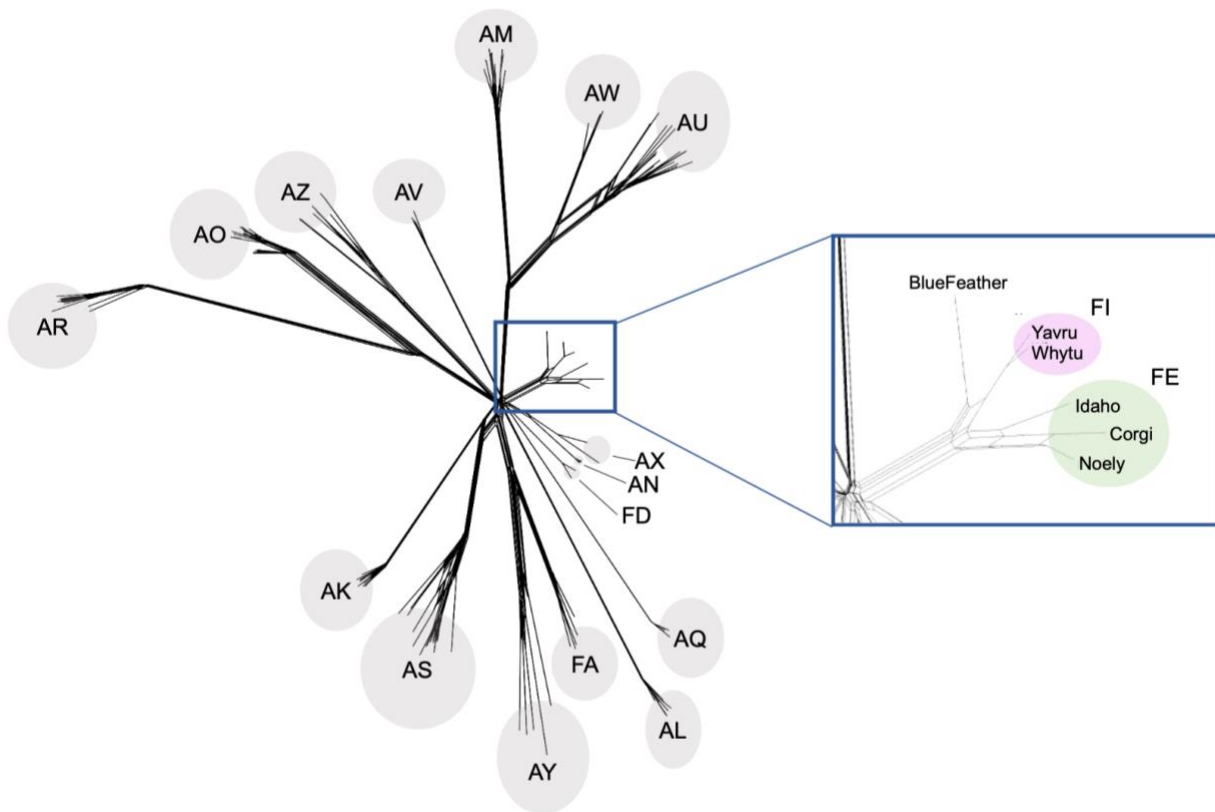 AM
AW
AU
AZ
AV
AO
AR
BlueFeather
FI
Yavru
Whytu
FE
Idaho
Corgi
Noely
AX
AN
FD
AK
AS
FA
AQ
AL
AY